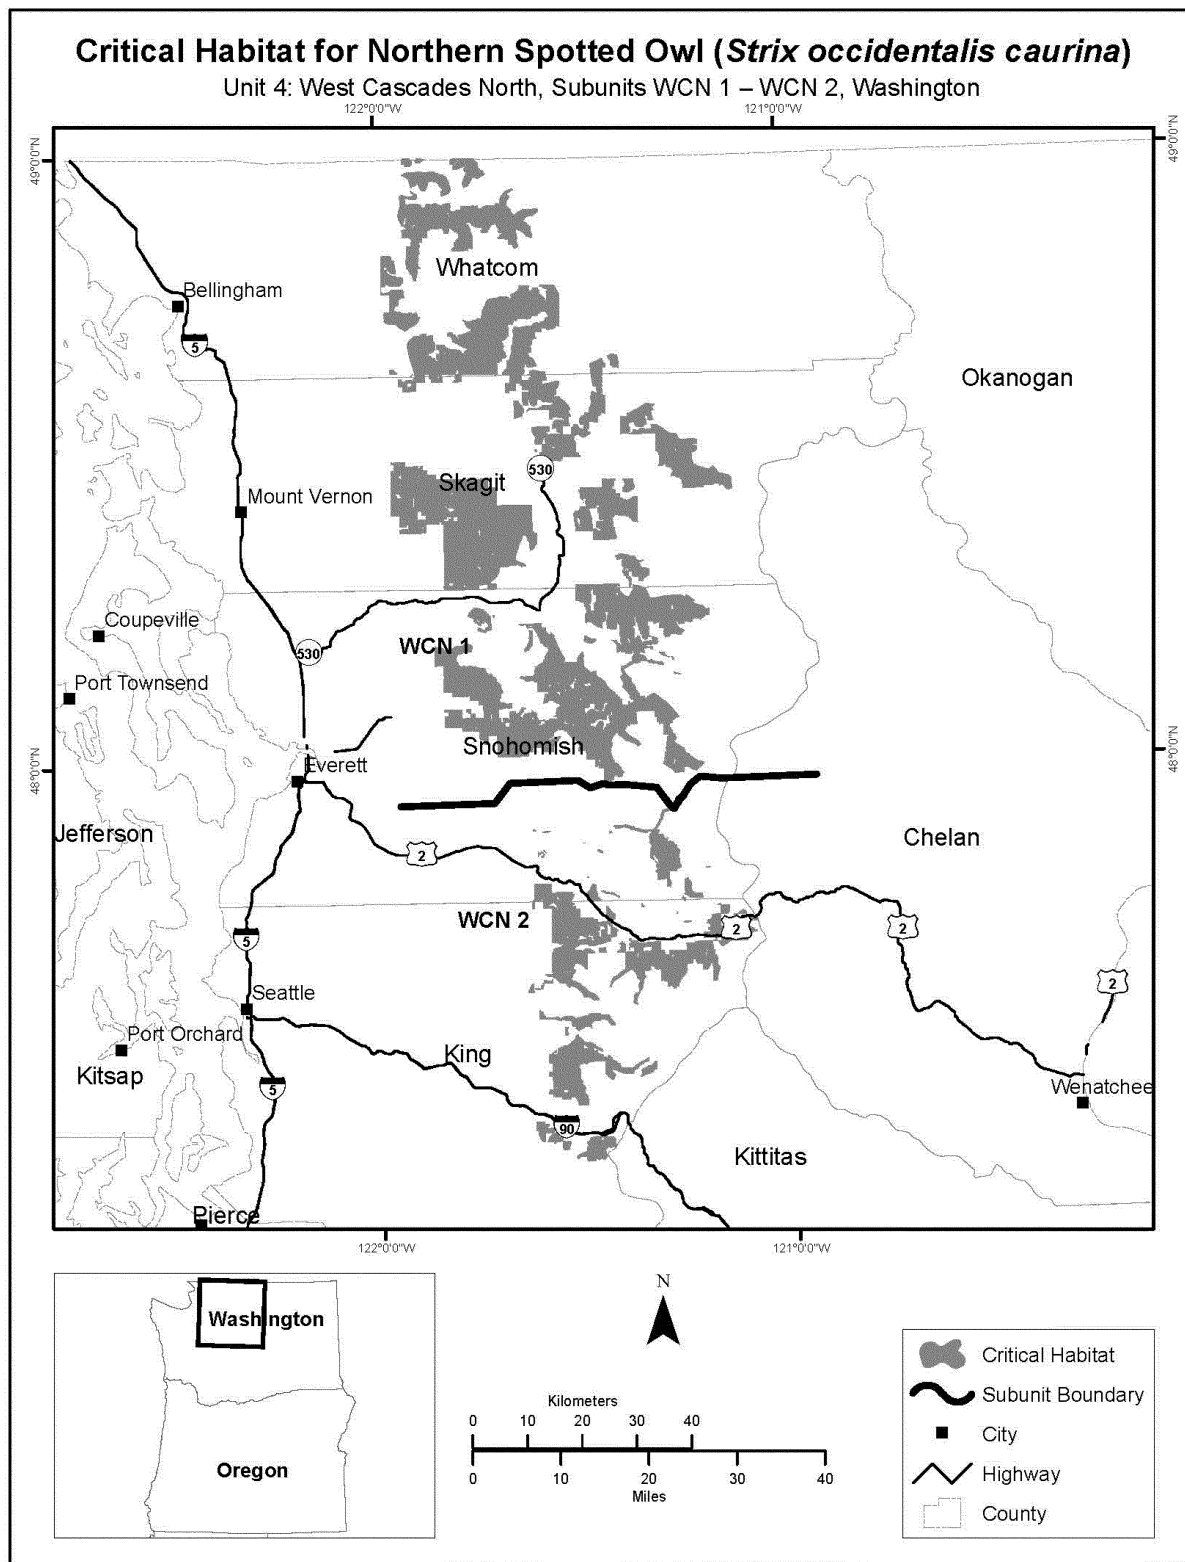 Critical Habitat for Northern Spotted Owl (Strix occidentalis caurina)
Unit 4: West Cascades North, Subunits WCN 1 – WCN 2, Washington
122°0'0"W
121°0'0"W
49°0'0"N
49°0'0"N
Whatcom
Bellingham
5
Okanogan
530
Skagit
Mount Vernon
Coupeville
WCN 1
530
Port Townsend
Snohomish
48°0'0"N
48°0'0"N
Everett
Jefferson
Chelan
2
WCN 2
2
2
5
2
Seattle
Port Orchard
King
Kitsap
5
Wenatchee
90
Kittitas
Pierce
122°0'0"W
121°0'0"W
Washington
Oregon
N
Kilometers
0 10 20 30 40
0 10 20 30 40
Miles
Critical Habitat
Subunit Boundary
City
Highway
County